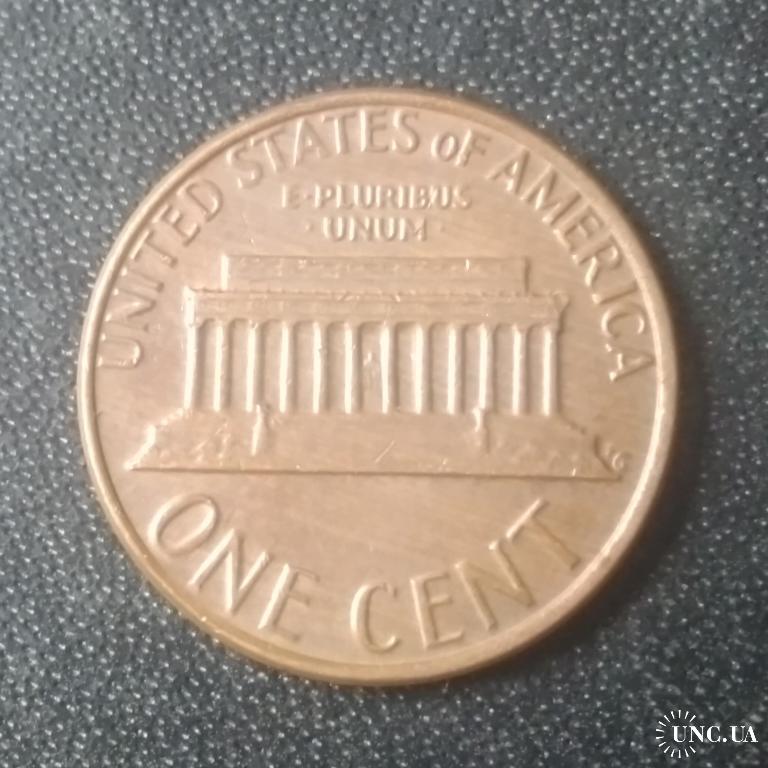 UNITED STATES OF AMERICA
E·PLURIBUS
·UNUM·
ONE CENT
UNC.UA